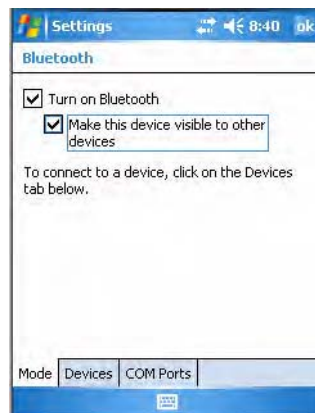 Settings 8:40 ok
Bluetooth
Turn on Bluetooth
Make this device visible to other
devices
To connect to a device, click on the Devices
tab below.
Mode Devices COM Ports